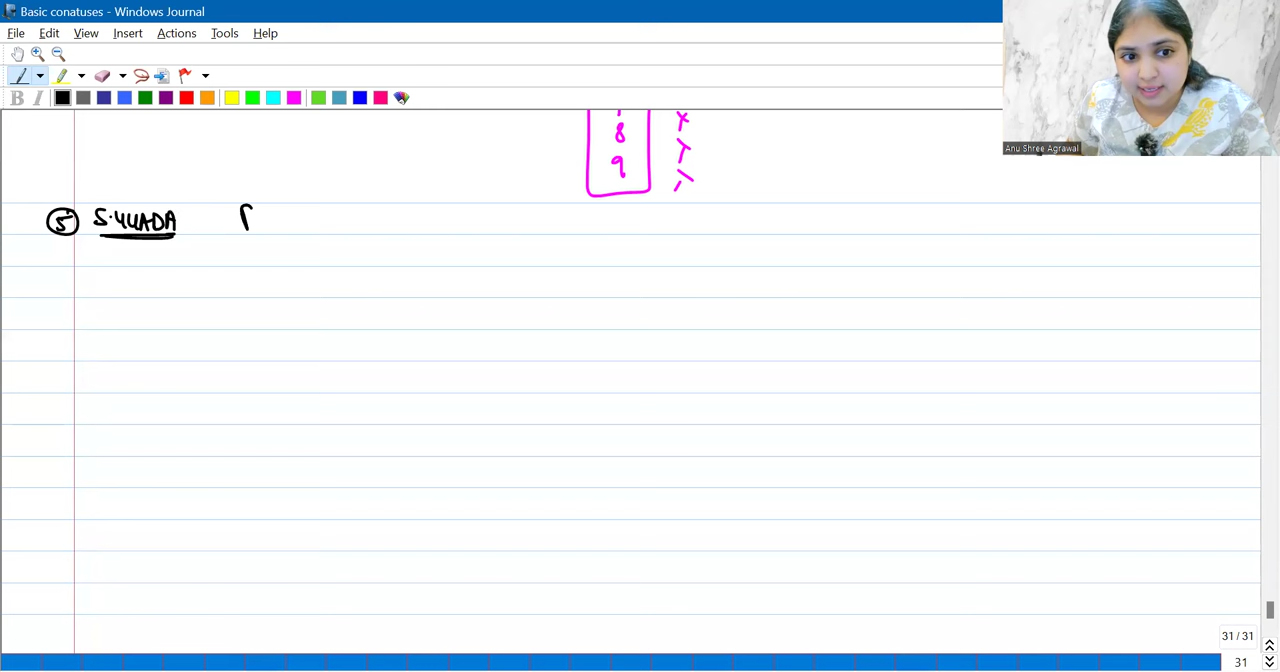 Basic conatuses - Windows Journal
File Edit View Insert Actions Tools Help
B I
Anu Shree Agrawal
8
9
5 S.44ADA
31 / 31
31